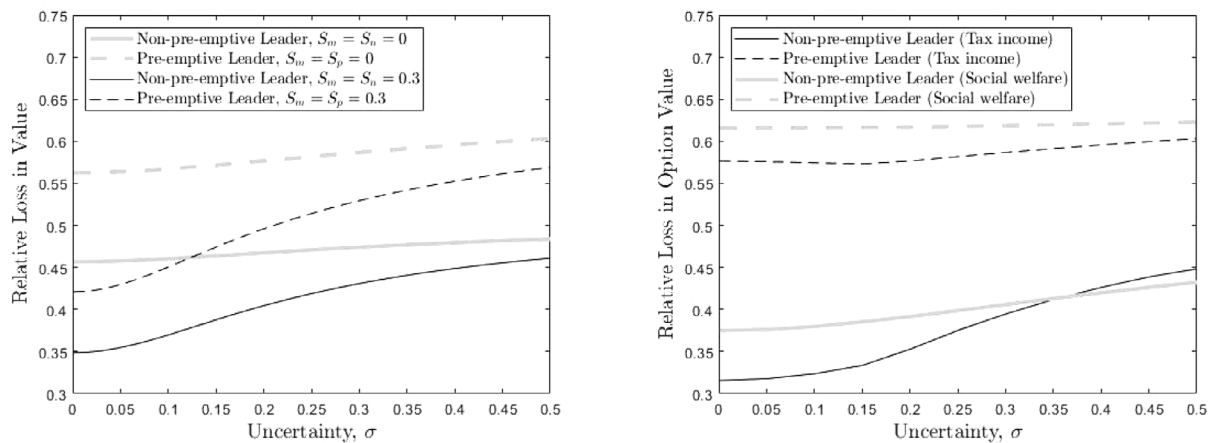 Relative Loss in Value
0.75
0.7
0.65
0.6
0.55
0.5
0.45
0.4
0.35
0.3
Non-pre-emptive Leader, $S_m = S_n = 0$
Pre-emptive Leader, $S_m = S_p = 0$
Non-pre-emptive Leader, $S_m = S_n = 0.3$
Pre-emptive Leader, $S_m = S_p = 0.3$
0 0.05 0.1 0.15 0.2 0.25 0.3 0.35 0.4 0.45 0.5
Uncertainty, σ
Relative Loss in Option Value
0.75
0.7
0.65
0.6
0.55
0.5
0.45
0.4
0.35
0.3
Non-pre-emptive Leader (Tax income)
Pre-emptive Leader (Tax income)
Non-pre-emptive Leader (Social welfare)
Pre-emptive Leader (Social welfare)
0 0.05 0.1 0.15 0.2 0.25 0.3 0.35 0.4 0.45 0.5
Uncertainty, σ